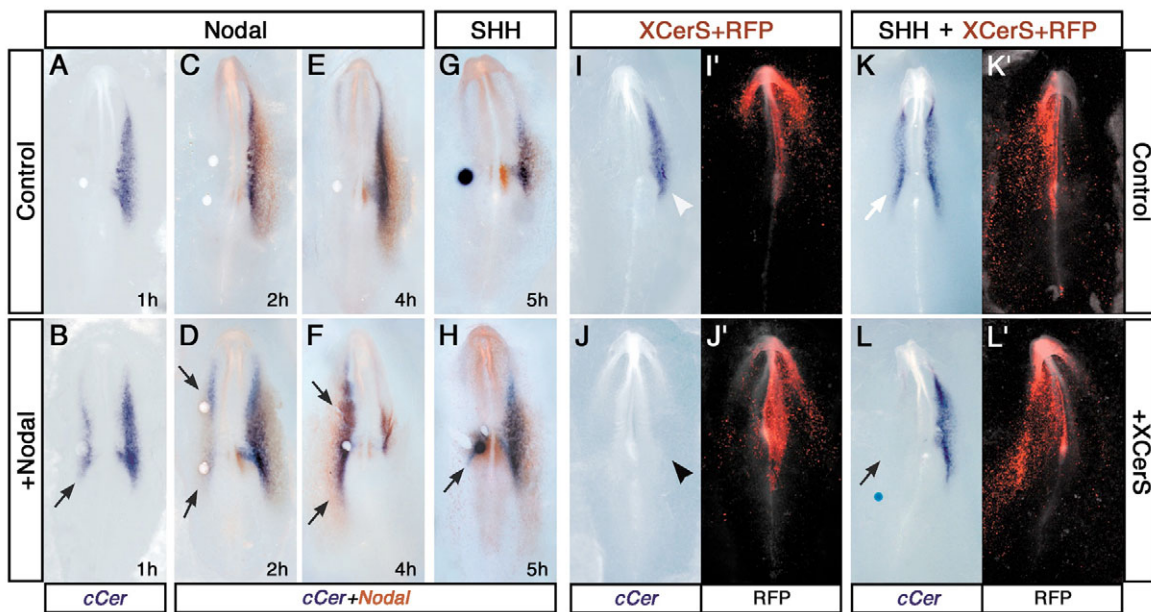 Nodal SHH XCerS+RFP SHH + XCerS+RFP
Control
A C E G I I' K K'
1h 2h 4h 5h
Control
+Nodal
B D F H J J' L L'
1h 2h 4h 5h
+XCerS
cCer cCer+Nodal cCer RFP cCer RFP